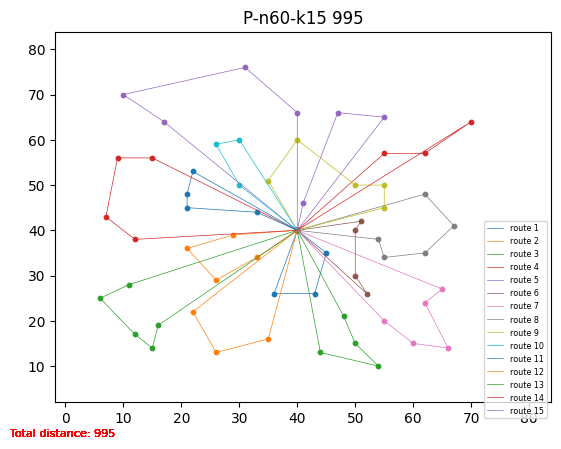 P-n60-k15 995
80
70
60
50
40
30
20
10
0
10
20
30
40
50
60
70
80
route 1
route 2
route 3
route 4
route 5
route 6
route 7
route 8
route 9
route 10
route 11
route 12
route 13
route 14
route 15
Total distance: 995